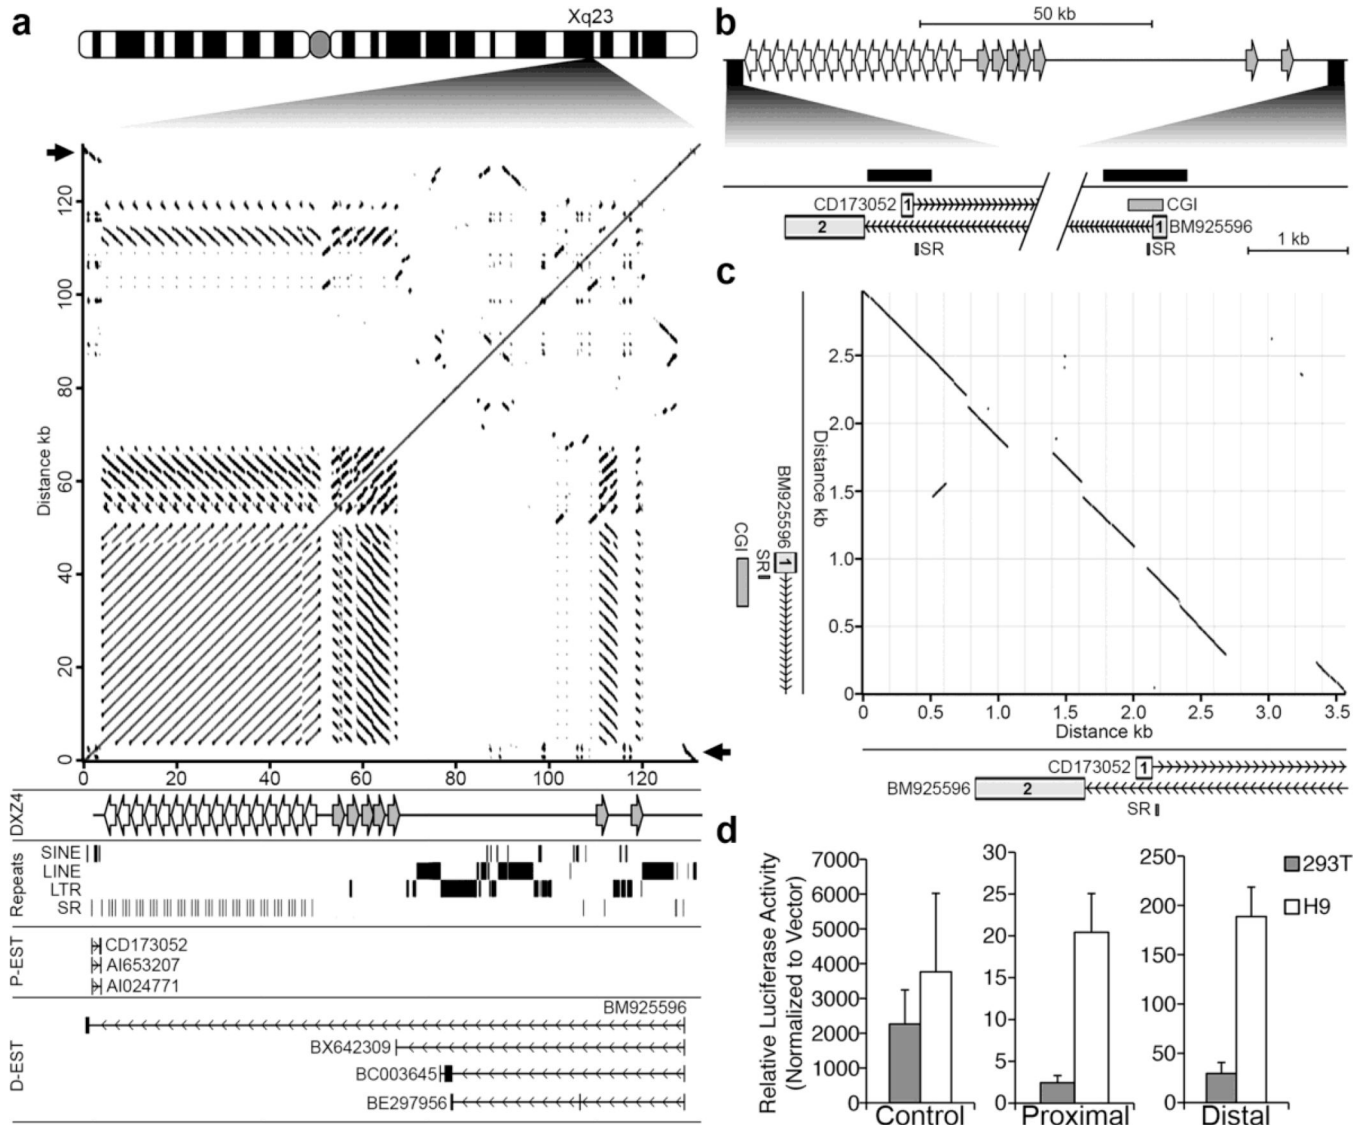 a
Xq23
Distance kb
120
100
80
60
40
20
0
0 20 40 60 80 100 120
DXZ4
Repeats
SINE
LINE
LTR
SR
P-EST
CD173052
AI653207
AI024771
D-EST
BM925596
BX642309
BC003645
BE297956
b
50 kb
CD173052 1
2
SR
CGI
1 BM925596
SR
1 kb
c
CGI
SR
BM925596
1
Distance kb
2.5
2.0
1.5
1.0
0.5
0
0 0.5 1.0 1.5 2.0 2.5 3.0 3.5
Distance kb
CD173052 1
BM925596 2
SR
d
Relative Luciferase Activity
(Normalized to Vector)
7000
6000
5000
4000
3000
2000
1000
0
Control
30
25
20
15
10
5
0
Proximal
250
200
150
100
50
0
Distal
293T
H9